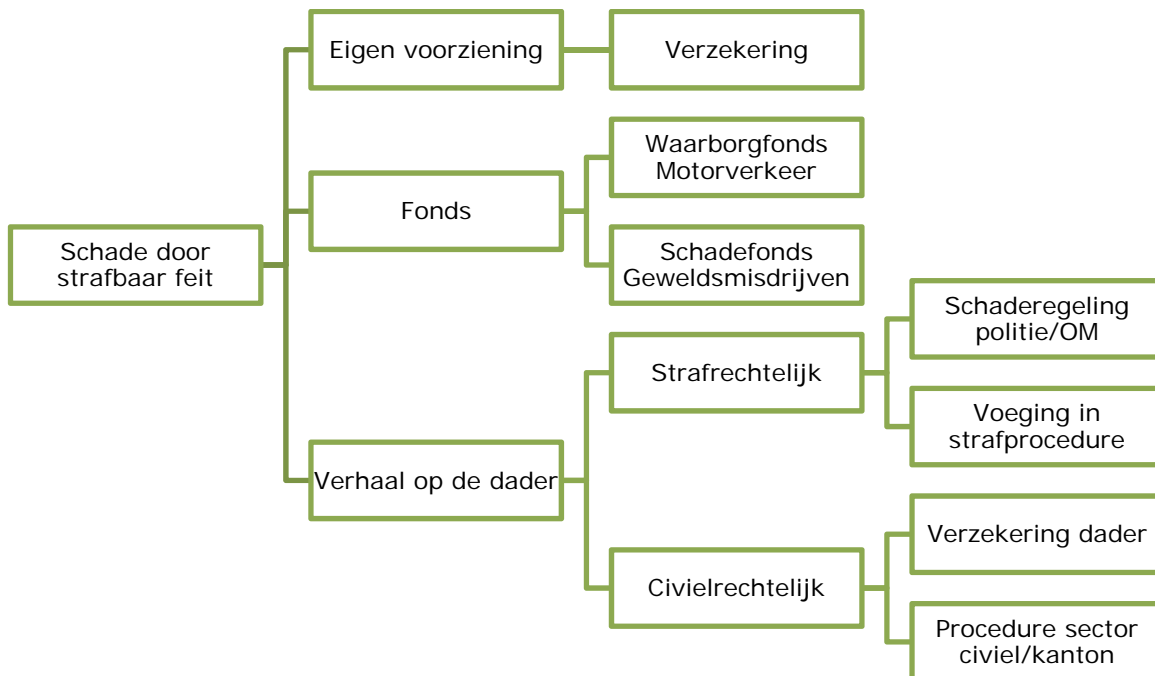 Eigen voorziening
Verzekering
Waarborgfonds
Motorverkeer
Fonds
Schade door
strafbaar feit
Schadefonds
Geweldsmisdrijven
Schaderegeling
politie/OM
Strafrechtelijk
Voeging in
strafprocedure
Verhaal op de dader
Verzekering dader
Civielrechtelijk
Procedure sector
civiel/kanton